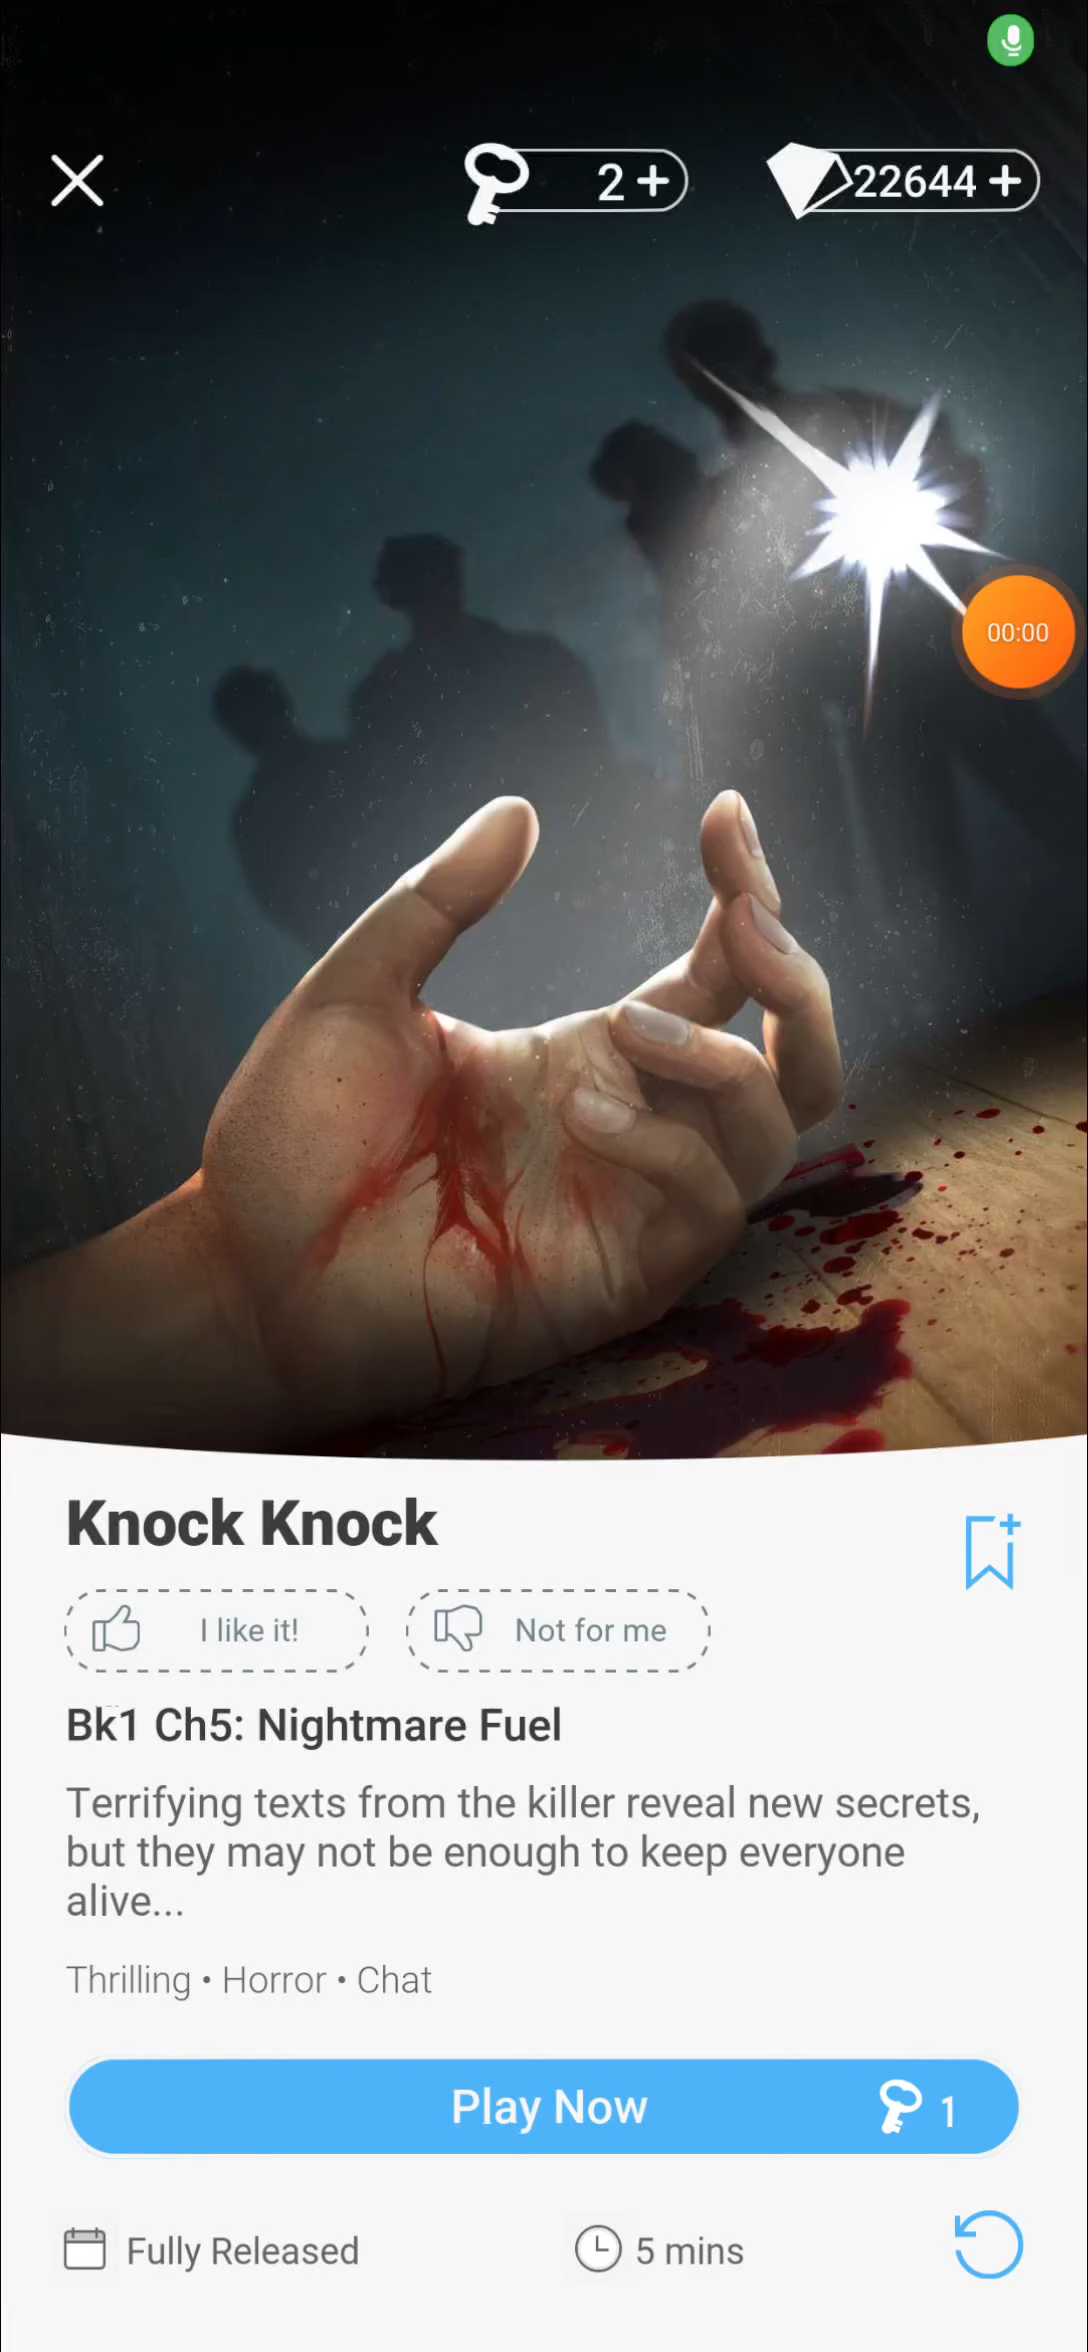 2 +
22644 +
00:00
Knock Knock
I like it!
Not for me
Bk1 Ch5: Nightmare Fuel
Terrifying texts from the killer reveal new secrets,
but they may not be enough to keep everyone
alive...
Thrilling • Horror • Chat
Play Now 1
Fully Released
5 mins